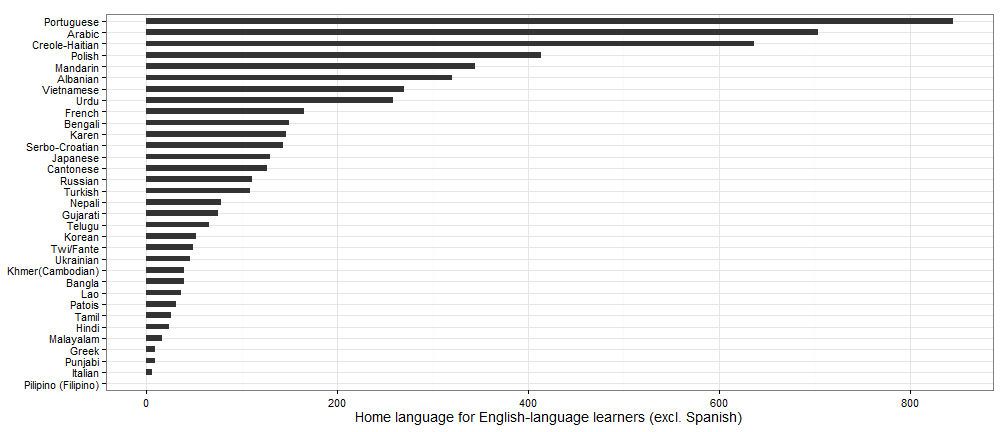 Portuguese
Arabic
Creole-Haitian
Polish
Mandarin
Albanian
Vietnamese
Urdu
French
Bengali
Karen
Serbo-Croatian
Japanese
Cantonese
Russian
Turkish
Nepali
Gujarati
Telugu
Korean
Twi/Fante
Ukrainian
Khmer(Cambodian)
Bangla
Lao
Patois
Tamil
Hindi
Malayalam
Greek
Punjabi
Italian
Pilipino (Filipino)
0 200 400 600 800
Home language for English-language learners (excl. Spanish)